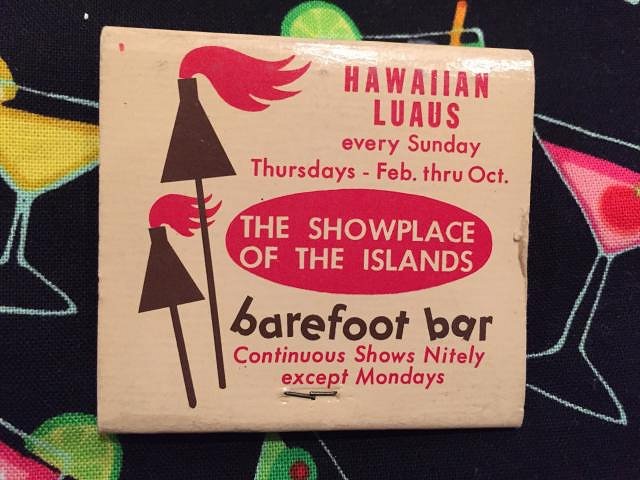 HAWAIIAN
LUAUS
every Sunday
Thursdays - Feb. thru Oct.
THE SHOWPLACE
OF THE ISLANDS
barefoot bar
Continuous Shows Nitely
except Mondays